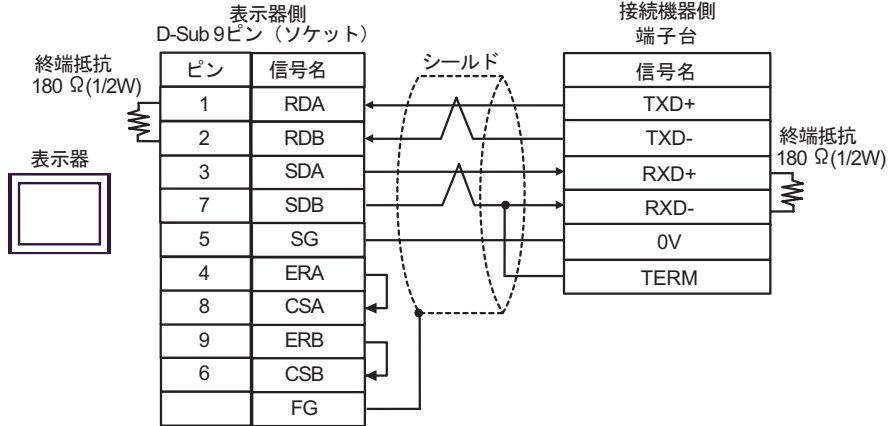 表示器側
D-Sub 9ピン（ソケット）
接続機器側
端子台
終端抵抗
180 Ω(1/2W)
シールド
ピン 信号名
信号名
1 RDA
TXD+
2 RDB
TXD-
終端抵抗
180 Ω(1/2W)
表示器
3 SDA
RXD+
7 SDB
RXD-
5 SG
0V
4 ERA
TERM
8 CSA
9 ERB
6 CSB
FG